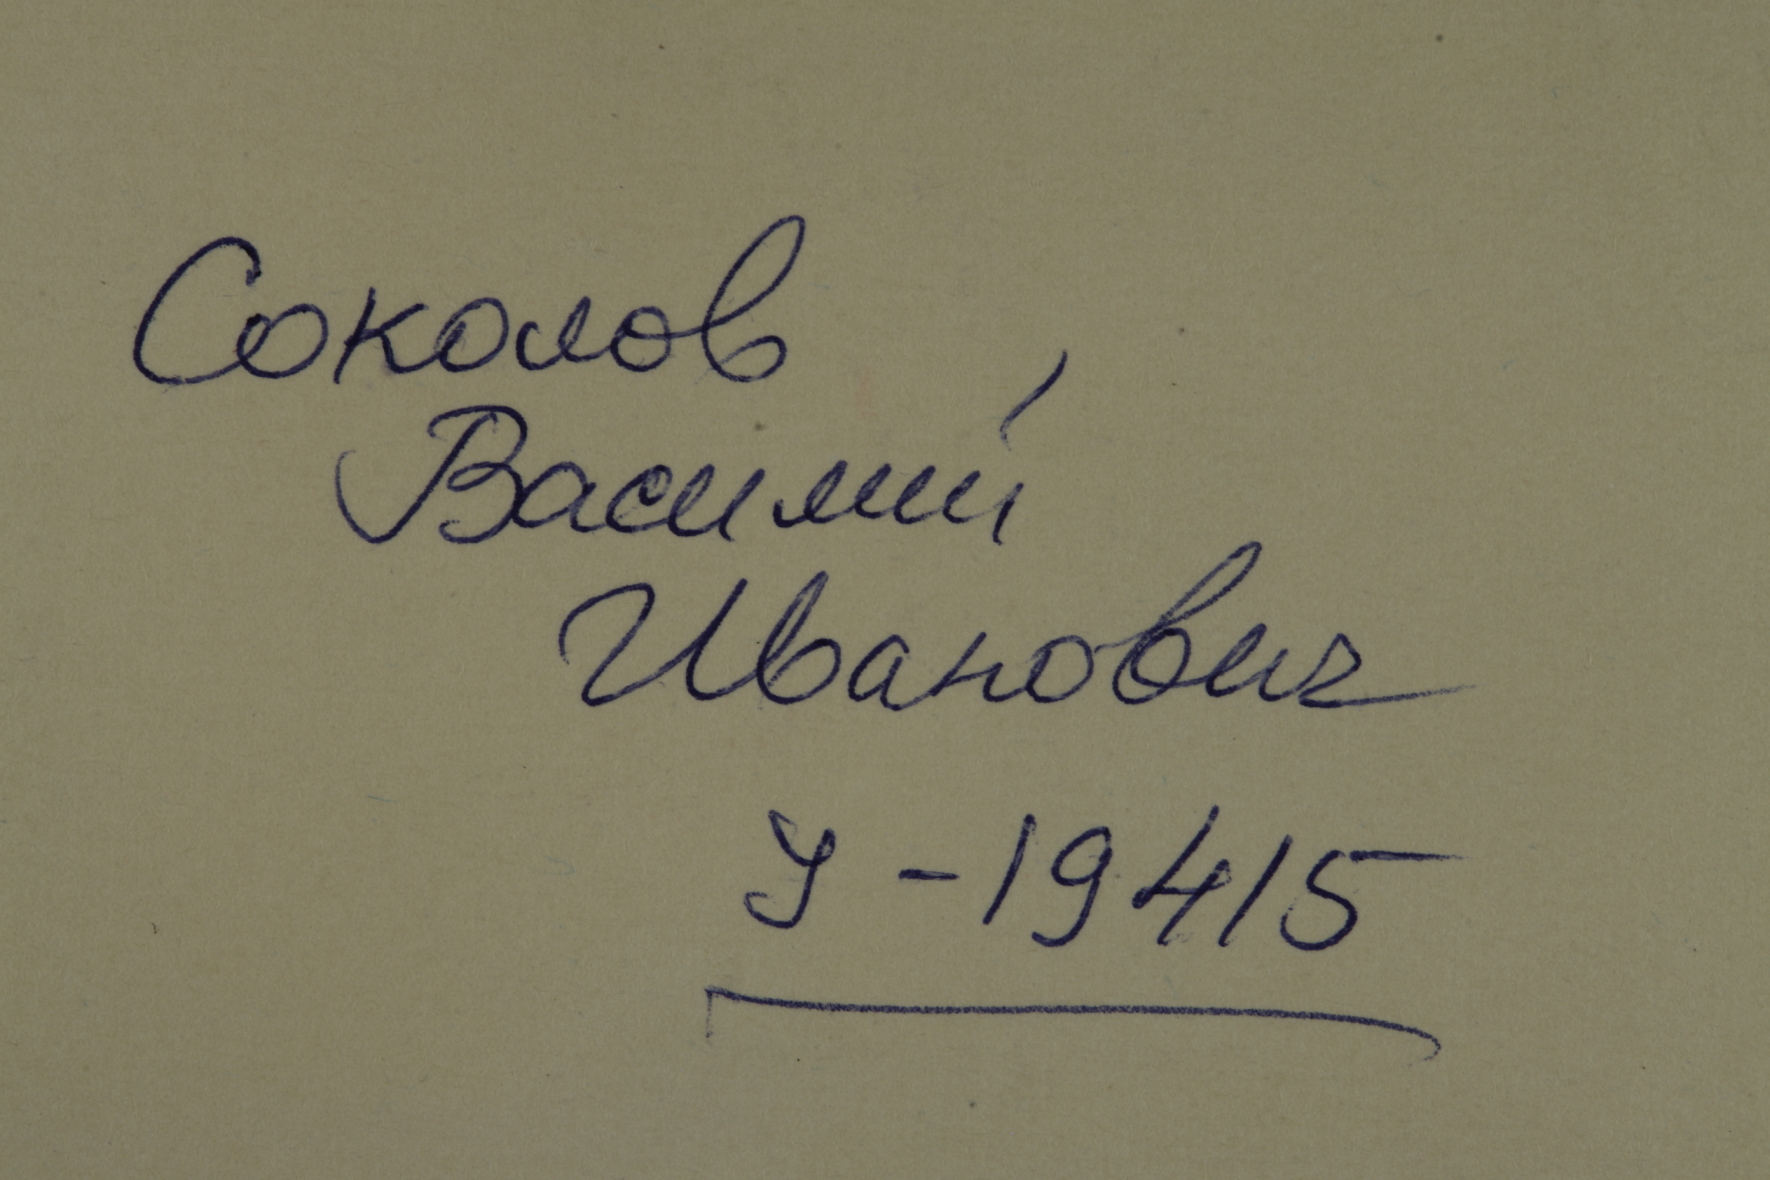 Соколов
Василий
Иванович
У-19415